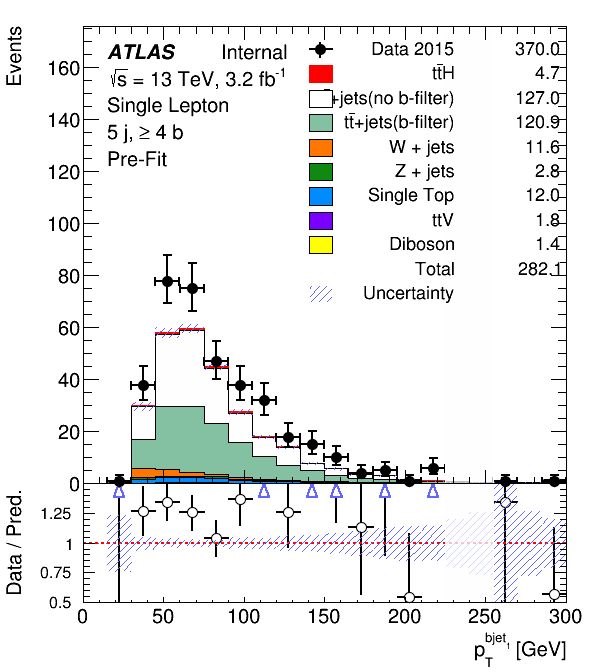 Events
ATLAS Internal
√s = 13 TeV, 3.2 fb⁻¹
Single Lepton
5 j, ≥ 4 b
Pre-Fit
Data 2015 370.0
tt̄H 4.7
+jets(no b-filter) 127.0
tt̄+jets(b-filter) 120.9
W + jets 11.6
Z + jets 2.8
Single Top 12.0
ttV 1.8
Diboson 1.4
Total 282.1
Uncertainty
160
140
120
100
80
60
40
20
0
Data / Pred.
1.25
1
0.75
0.5
0 50 100 150 200 250 300
p_T^bjet, [GeV]